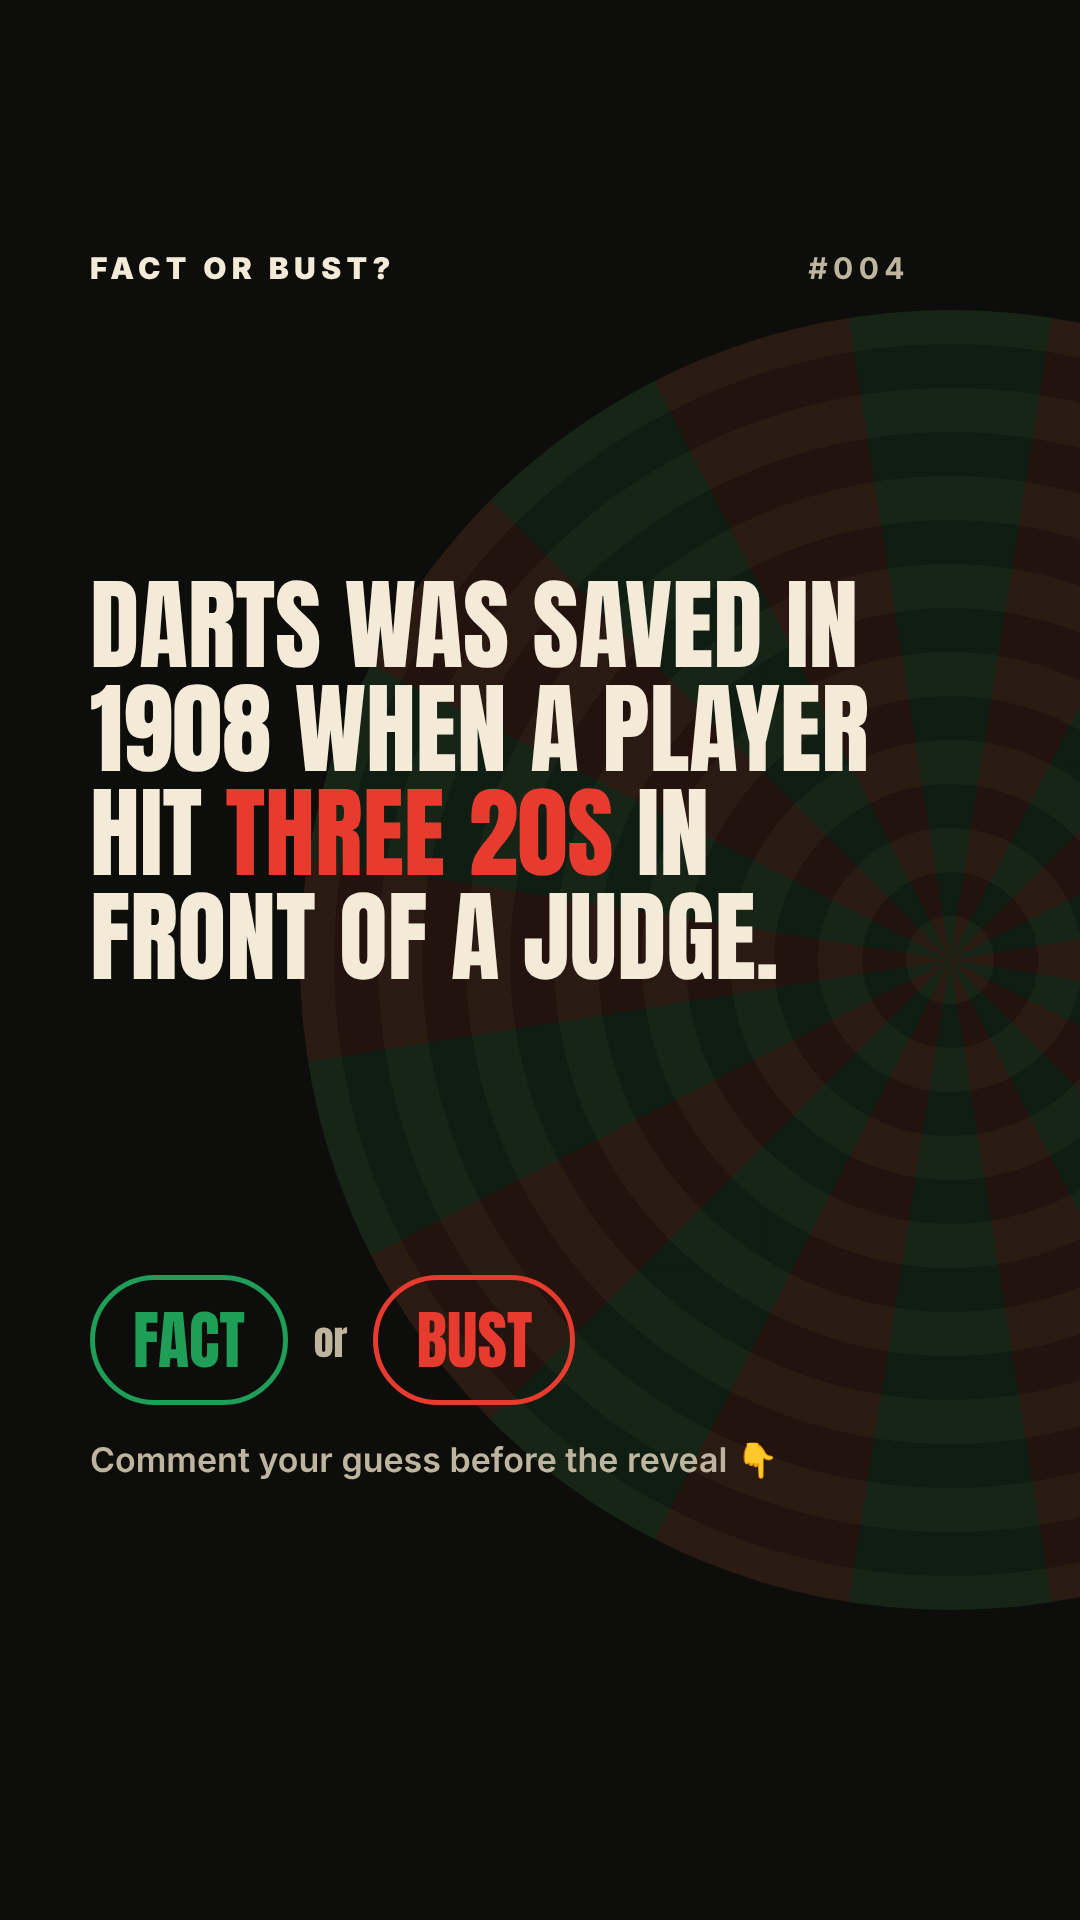 FACT OR BUST?
#004
DARTS WAS SAVED IN
1908 WHEN A PLAYER
HIT THREE 20S IN
FRONT OF A JUDGE.
FACT or BUST
Comment your guess before the reveal 👇